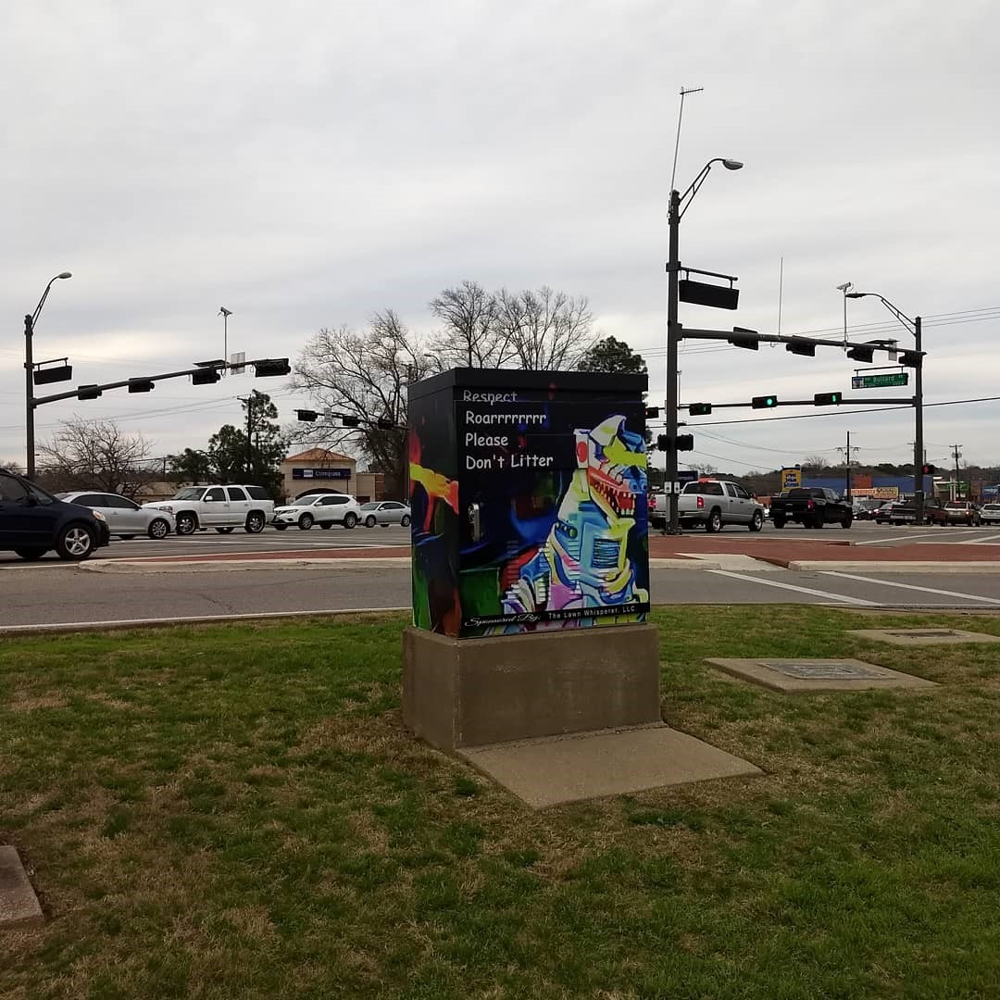 Respect
Roarrrrrrrr
Please
Don't Litter
Sponsored By: The Lawn Whisperer, LLC
Compass
Bullard